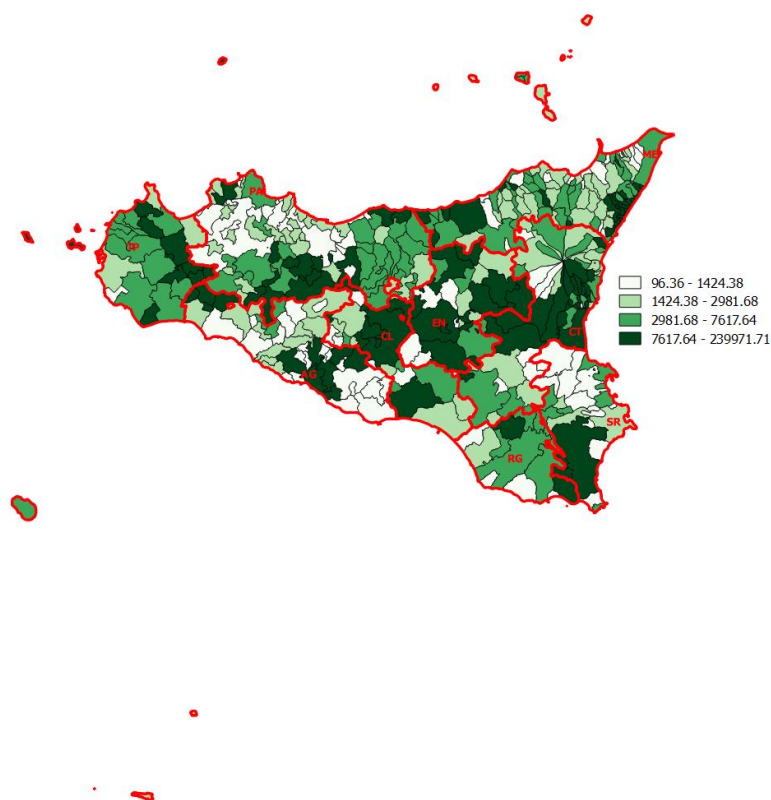 PA
ME
TP
96.36 - 1424.38
1424.38 - 2981.68
2981.68 - 7617.64
7617.64 - 239971.71
EN
CT
CL
AG
SR
RG